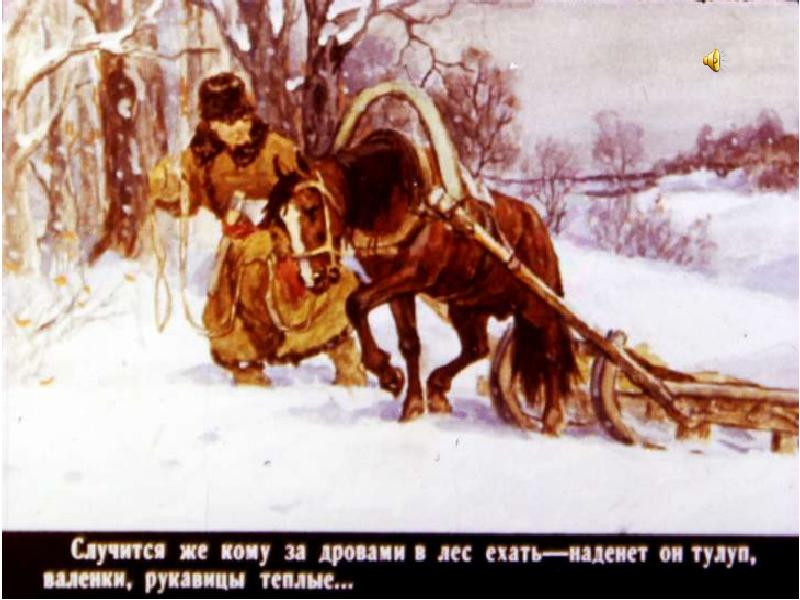 Случится же кому за дровами в лес ехать—наденет он тулуп,
валенки, рукавицы теплые...